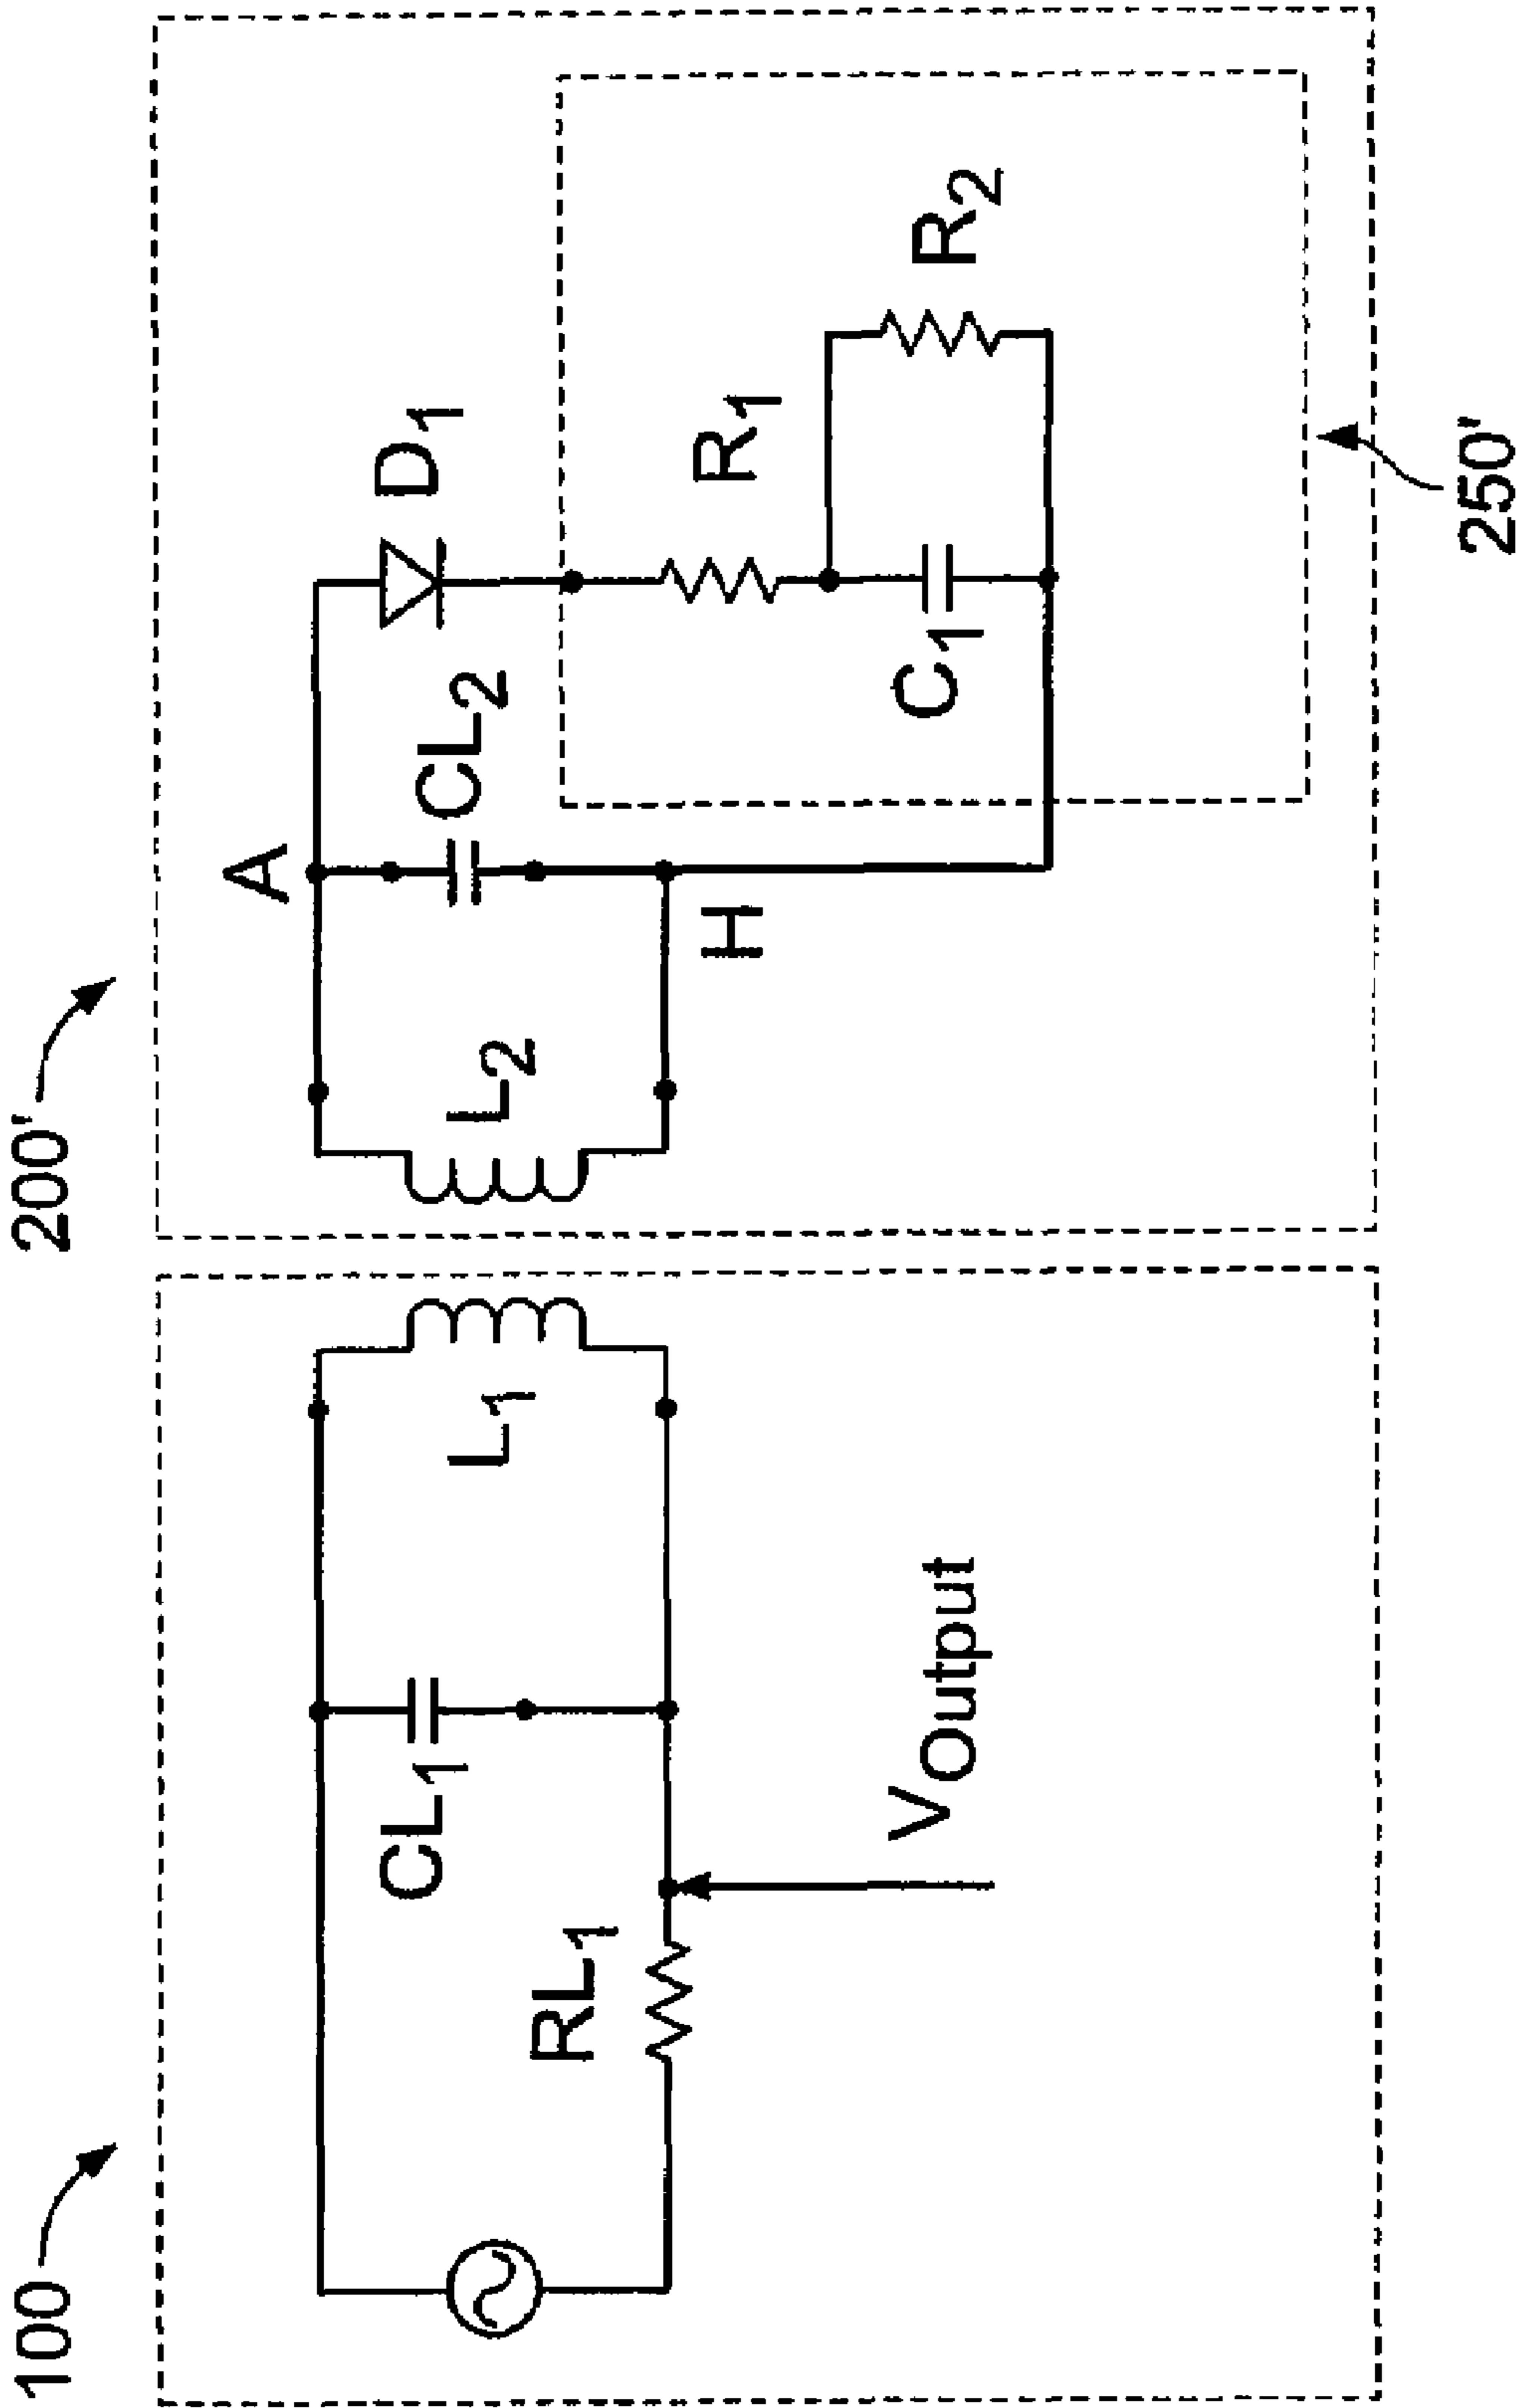 100
200'
A
D₁
CL₁
CL₂
L₁
L₂
RL₁
H
R₁
R₂
C₁
VOutput
250'